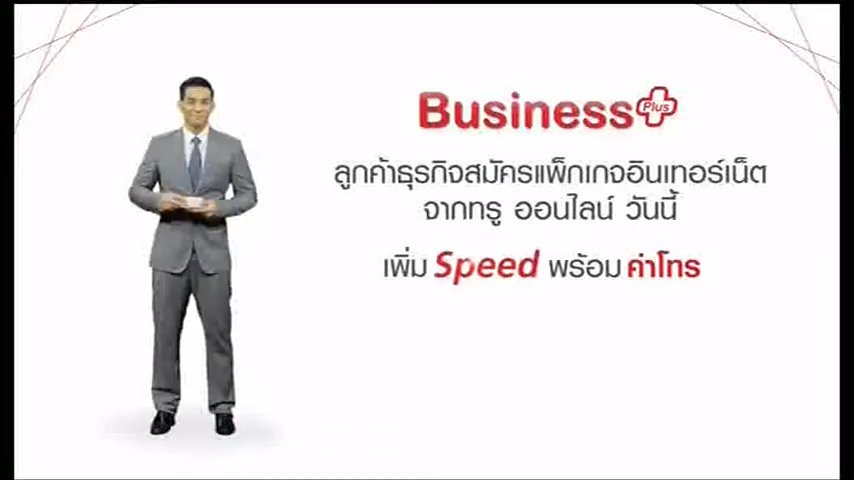 Business Plus
ลูกค้าธุรกิจสมัครแพ็กเกจอินเทอร์เน็ต
จากทรู ออนไลน์ วันนี้
เพิ่ม Speed พร้อม ค่าโทร